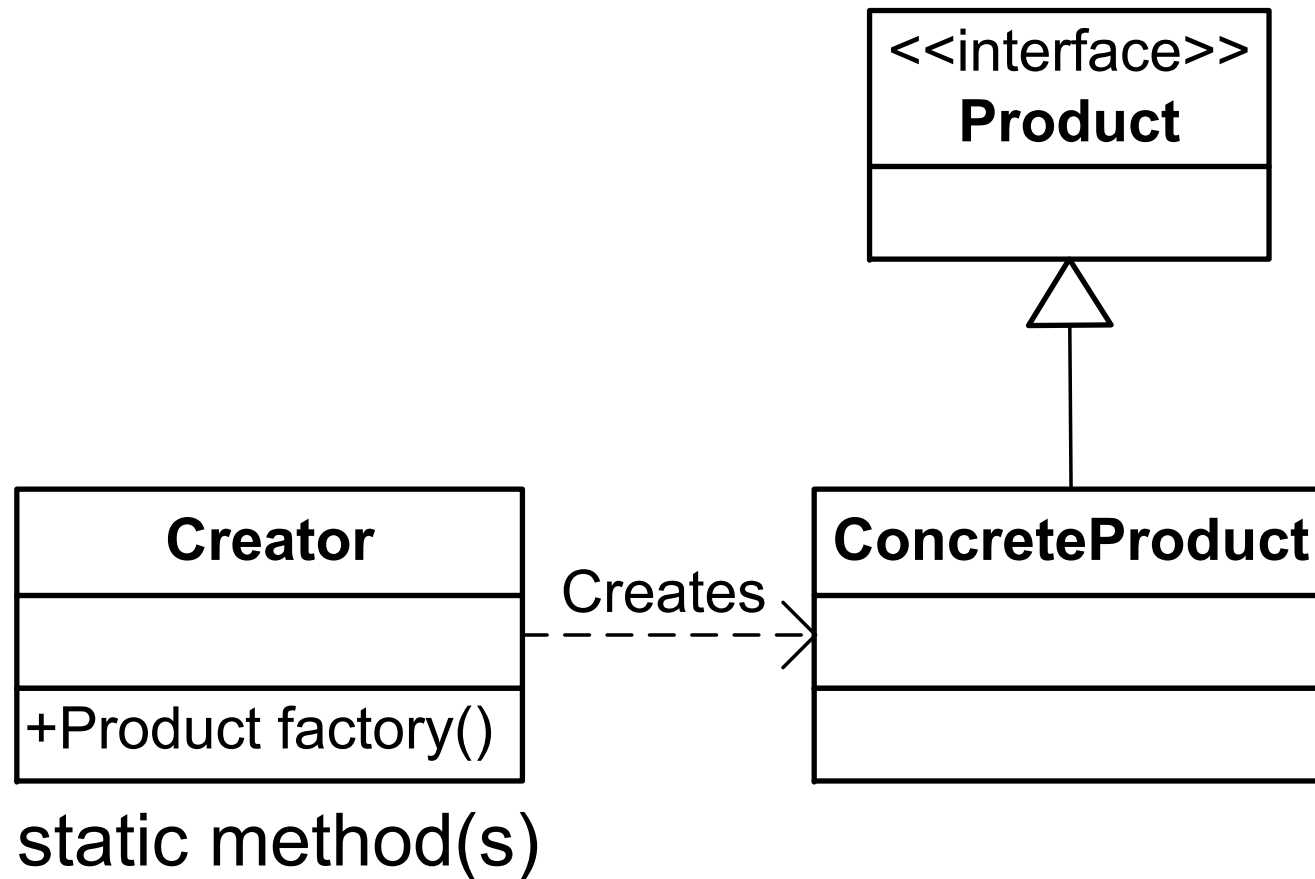 <<interface>>
Product
Creator
Creates
ConcreteProduct
+Product factory()
static method(s)